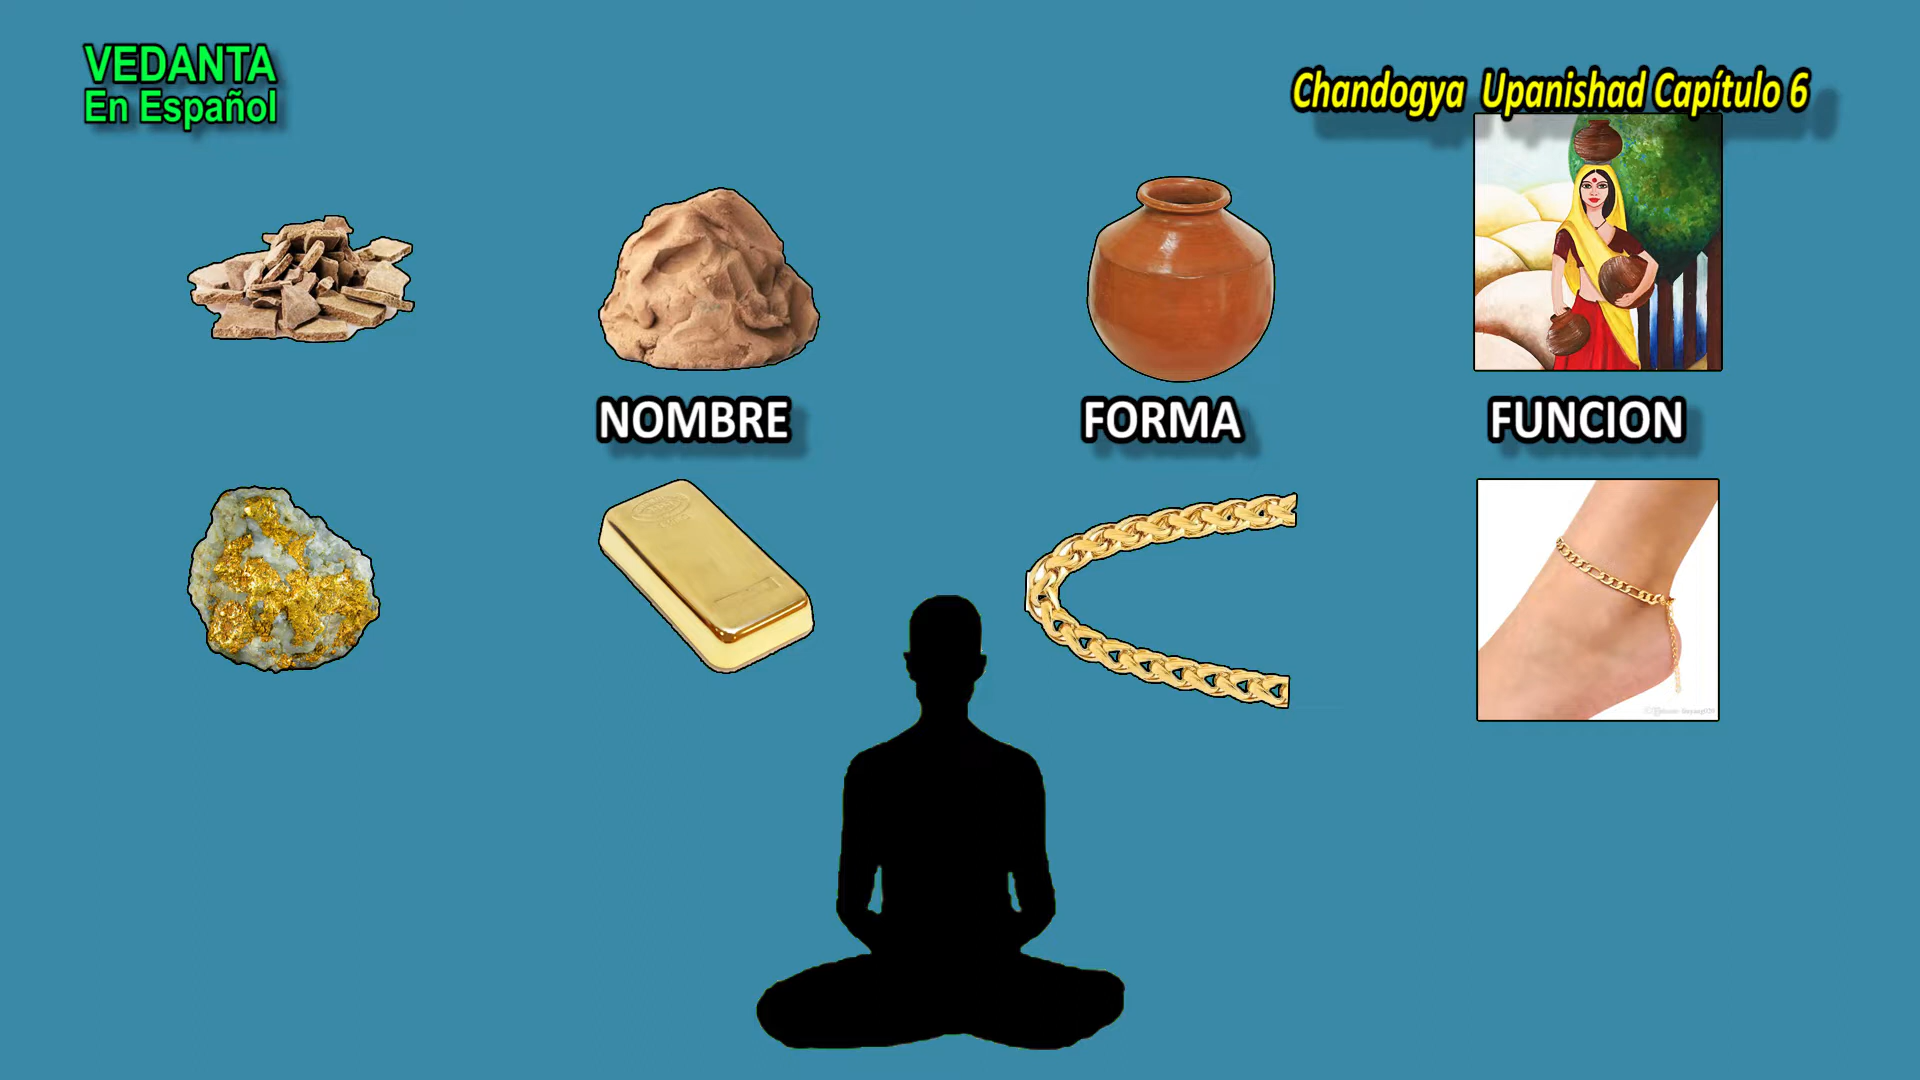 VEDANTA
En Español
Chandogya Upanishad Capítulo 6
NOMBRE
FORMA
FUNCION